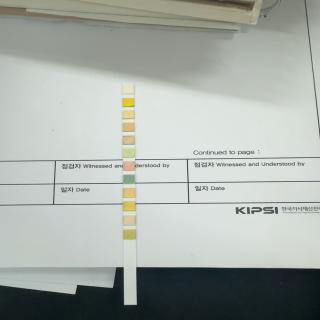 Continued to page :
점검자 Witnessed and Understood by
점검자 Witnessed and Understood by
일자 Date
일자 Date
KIPSI